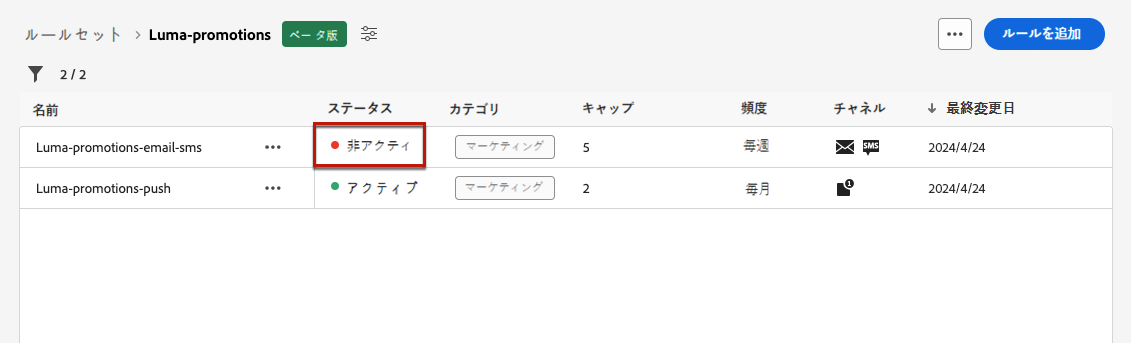 ルールセット > Luma-promotions ベータ版 ルールを追加
2 / 2
名前 ステータス カテゴリ キャップ 頻度 チャネル ↓ 最終変更日
Luma-promotions-email-sms 非アクティ マーケティング 5 毎週 SMS 2024/4/24
Luma-promotions-push アクティブ マーケティング 2 毎月 1 2024/4/24